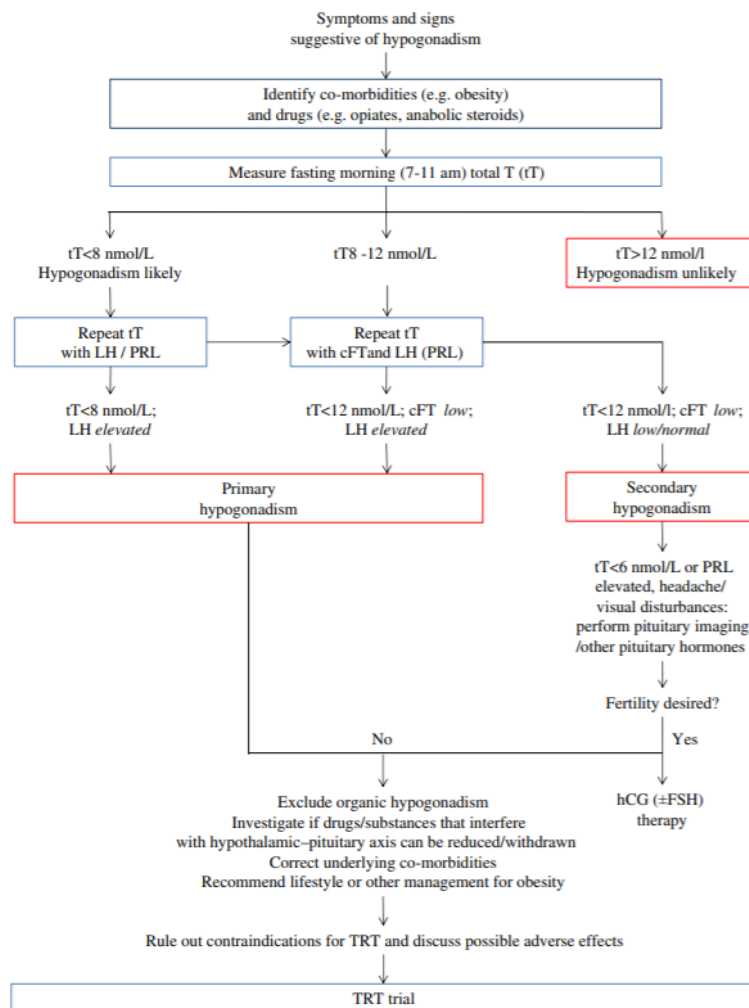 Symptoms and signs
suggestive of hypogonadism
Identify co-morbidities (e.g. obesity)
and drugs (e.g. opiates, anabolic steroids)
Measure fasting morning (7-11 am) total T (tT)
tT<8 nmol/L
Hypogonadism likely
tT8 -12 nmol/L
tT>12 nmol/l
Hypogonadism unlikely
Repeat tT
with LH / PRL
Repeat tT
with cFTand LH (PRL)
tT<8 nmol/L;
LH elevated
tT<12 nmol/L; cFT low;
LH elevated
tT<12 nmol/l; cFT low;
LH low/normal
Primary
hypogonadism
Secondary
hypogonadism
tT<6 nmol/L or PRL
elevated, headache/
visual disturbances:
perform pituitary imaging
/other pituitary hormones
Fertility desired?
No
Yes
Exclude organic hypogonadism
Investigate if drugs/substances that interfere
with hypothalamic–pituitary axis can be reduced/withdrawn
Correct underlying co-morbidities
Recommend lifestyle or other management for obesity
hCG (±FSH)
therapy
Rule out contraindications for TRT and discuss possible adverse effects
TRT trial